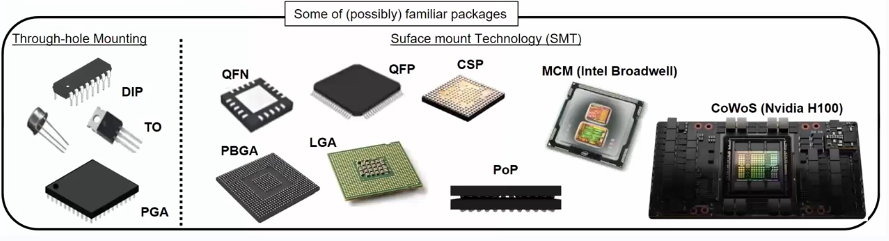 Some of (possibly) familiar packages
Through-hole Mounting
Suface mount Technology (SMT)
DIP
TO
PGA
QFN
QFP
CSP
MCM (Intel Broadwell)
CoWoS (Nvidia H100)
PBGA
LGA
PoP